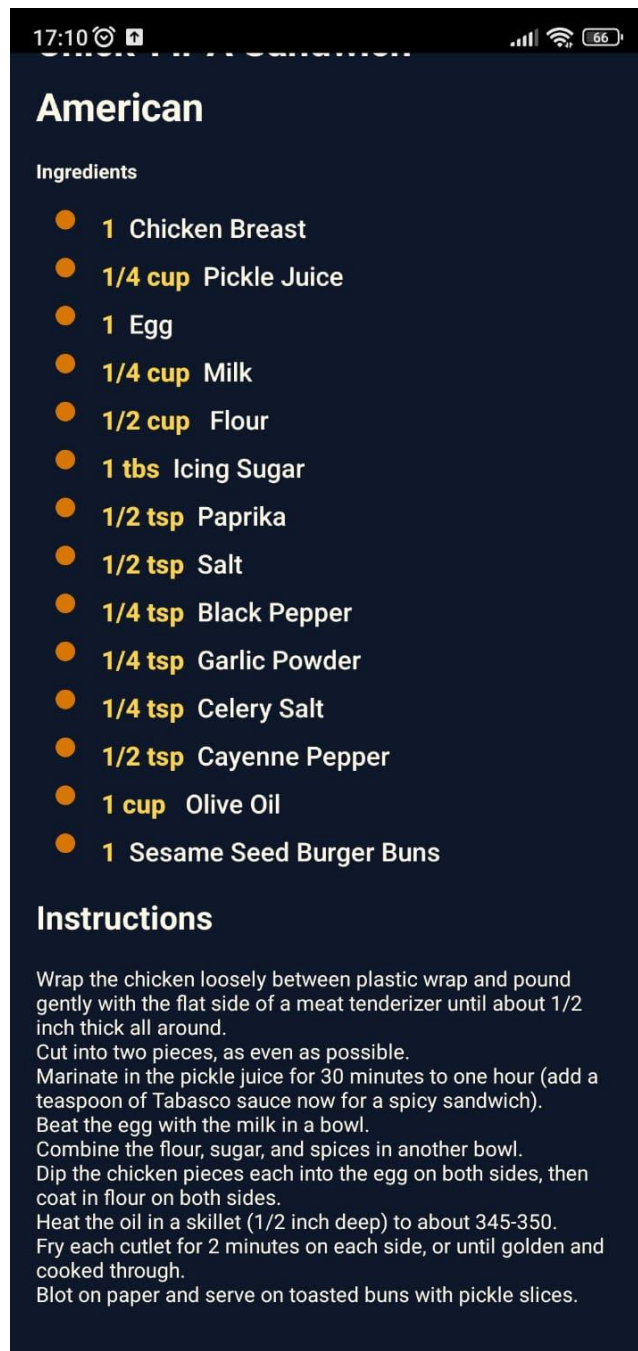 17:10
66
Sandwich
American
Ingredients
1 Chicken Breast
1/4 cup Pickle Juice
1 Egg
1/4 cup Milk
1/2 cup Flour
1 tbs Icing Sugar
1/2 tsp Paprika
1/2 tsp Salt
1/4 tsp Black Pepper
1/4 tsp Garlic Powder
1/4 tsp Celery Salt
1/2 tsp Cayenne Pepper
1 cup Olive Oil
1 Sesame Seed Burger Buns
Instructions
Wrap the chicken loosely between plastic wrap and pound
gently with the flat side of a meat tenderizer until about 1/2
inch thick all around.
Cut into two pieces, as even as possible.
Marinate in the pickle juice for 30 minutes to one hour (add a
teaspoon of Tabasco sauce now for a spicy sandwich).
Beat the egg with the milk in a bowl.
Combine the flour, sugar, and spices in another bowl.
Dip the chicken pieces each into the egg on both sides, then
coat in flour on both sides.
Heat the oil in a skillet (1/2 inch deep) to about 345-350.
Fry each cutlet for 2 minutes on each side, or until golden and
cooked through.
Blot on paper and serve on toasted buns with pickle slices.